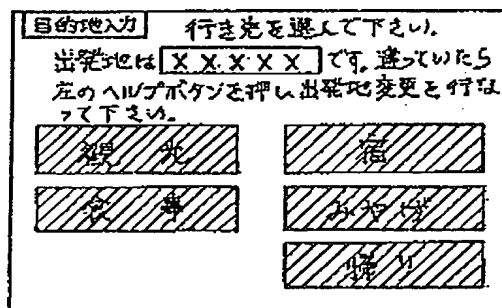 目的地入力 行き先を選んで下さい。
出発地は XXXXX です。違っていたら
左のヘルプボタンを押し出発地変更を行な
って下さい。
観光 宿
食事 みやげ
帰り